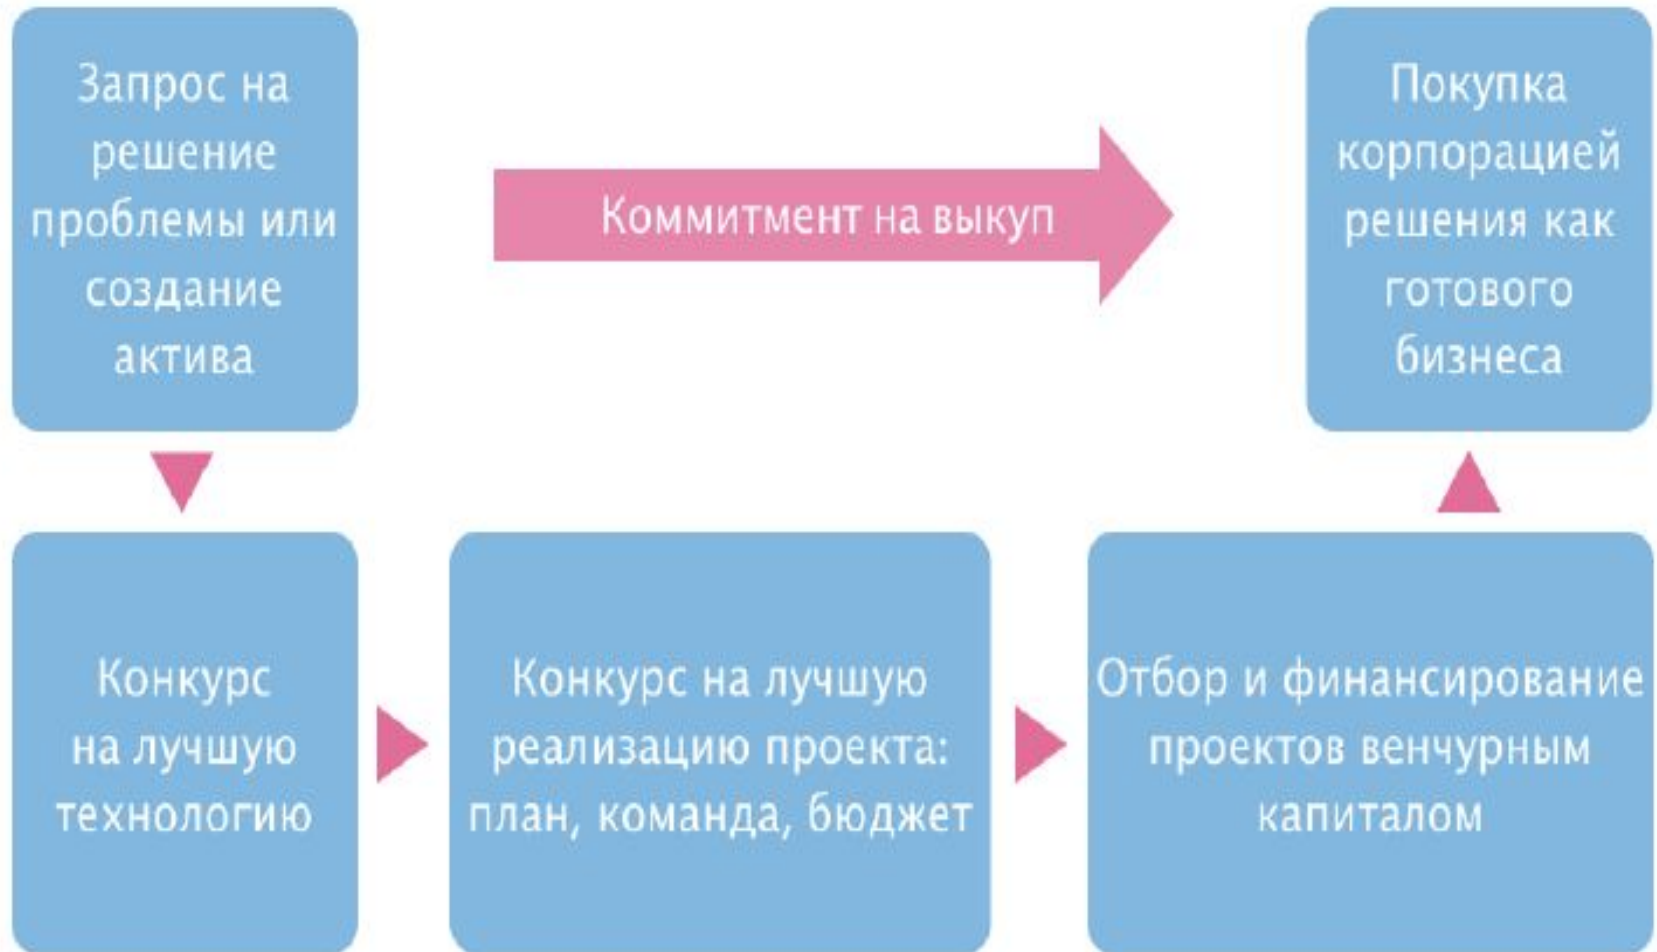 Запрос на
решение
проблемы или
создание
актива
Коммитмент на выкуп
Покупка
корпорацией
решения как
готового
бизнеса
Конкурс
на лучшую
технологию
Конкурс на лучшую
реализацию проекта:
план, команда, бюджет
Отбор и финансирование
проектов венчурным
капиталом